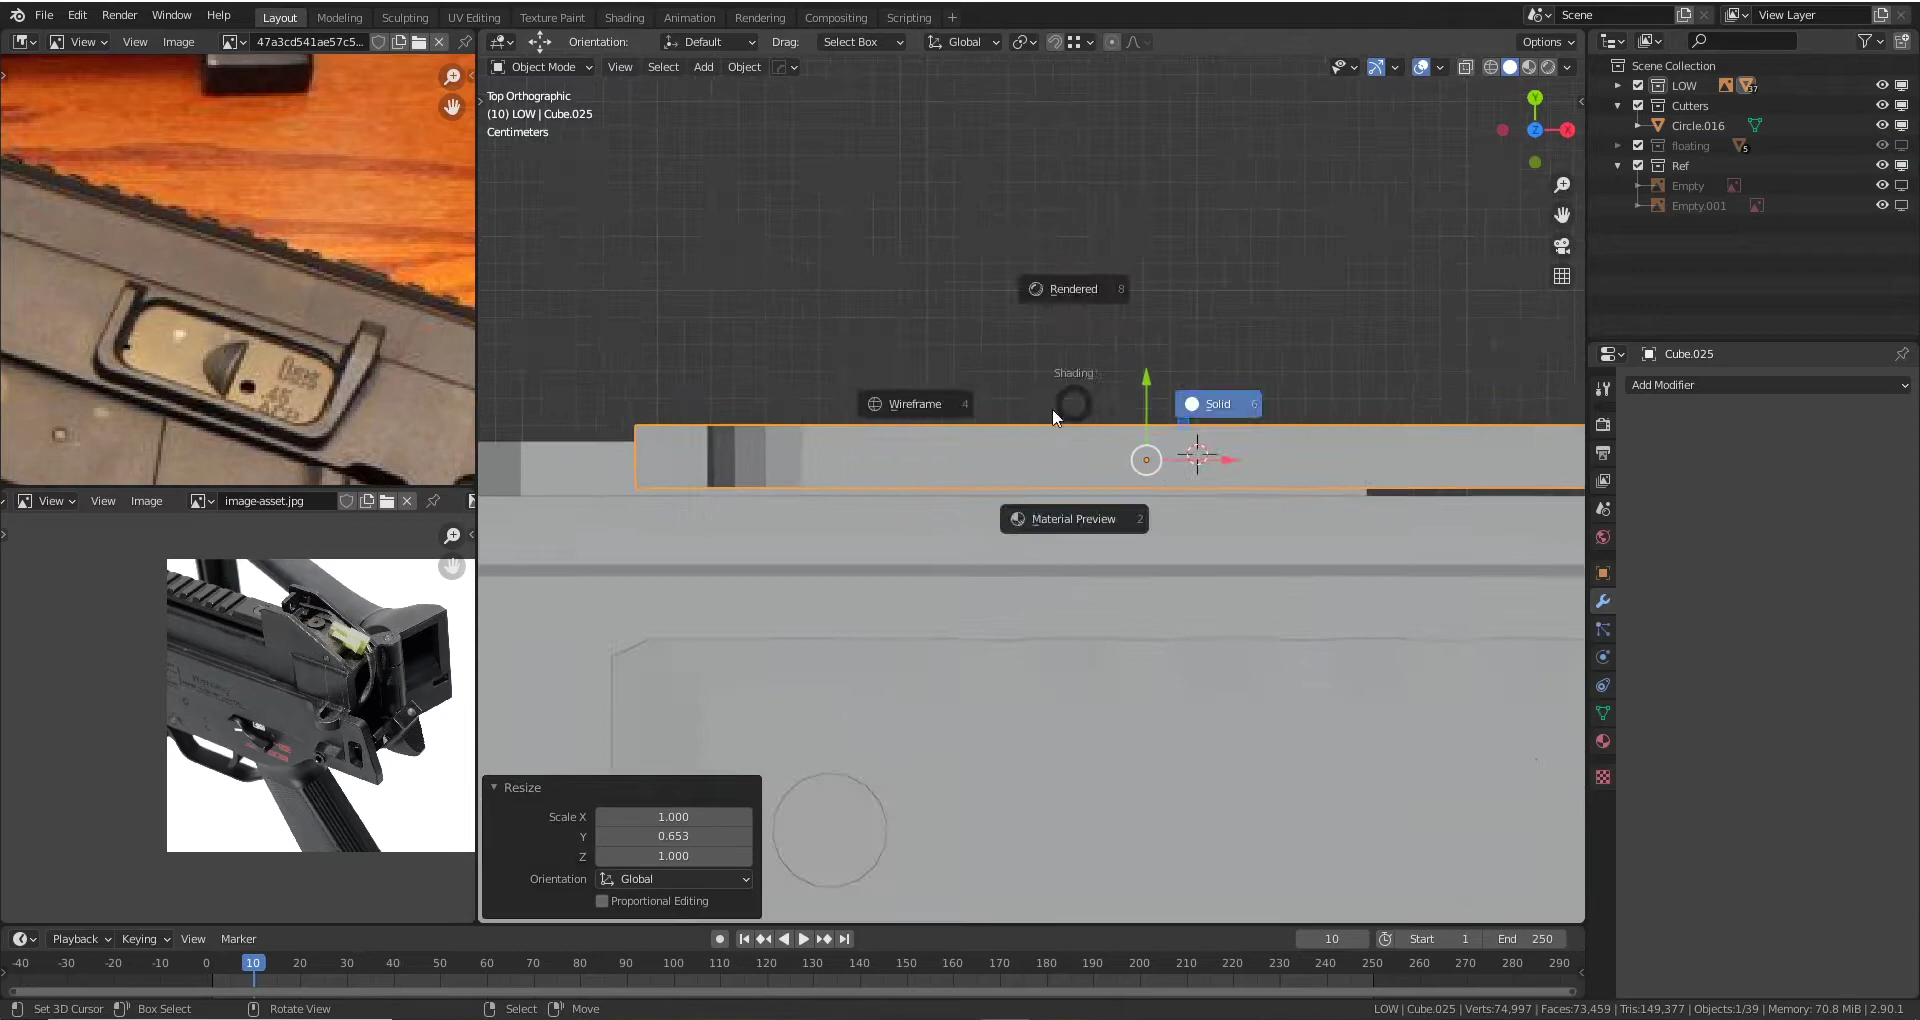 File Edit Render Window Help Layout Modeling Sculpting UV Editing Texture Paint Shading Animation Rendering Compositing Scripting + Scene View Layer
View View Image 47a3cd541ae57c5... Orientation: Default Drag: Select Box Global Options
Object Mode View Select Add Object
Top Orthographic
(10) LOW | Cube.025
Centimeters
Y
X
Z
Scene Collection
LOW 37
Cutters
Circle.016
floating 5
Ref
Empty
Empty.001
Cube.025
Add Modifier
Rendered 8
Shading
Wireframe 4
Solid 6
Material Preview 2
View View Image image-asset.jpg
Resize
Scale X 1.000
Y 0.653
Z 1.000
Orientation Global
Proportional Editing
Playback Keying View Marker 10 Start 1 End 250
-40 -30 -20 -10 0 10 20 30 40 50 60 70 80 90 100 110 120 130 140 150 160 170 180 190 200 210 220 230 240 250 260 270 280 290
Set 3D Cursor Box Select Rotate View Select Move LOW | Cube.025 | Verts:74,997 | Faces:73,459 | Tris:149,377 | Objects:1/39 | Memory: 70.8 MiB | 2.90.1